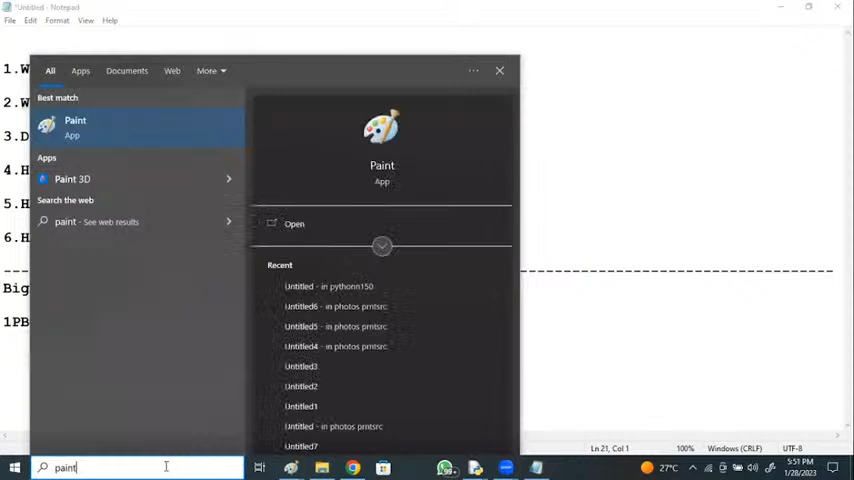 *Untitled - Notepad
File Edit Format View Help
1.W
2.W
3.D
4.H
5.H
6.H
Big
1PB
All Apps Documents Web More
Best match
Paint
App
Apps
Paint 3D
Search the web
paint - See web results
Paint
App
Open
Recent
Untitled - in pythonn150
Untitled6 - in photos prntsrc
Untitled5 - in photos prntsrc
Untitled4 - in photos prntsrc
Untitled3
Untitled2
Untitled1
Untitled - in photos prntsrc
Untitled7
Ln 21, Col 1 100% Windows (CRLF) UTF-8
paint
99+
27°C
5:51 PM
1/28/2023